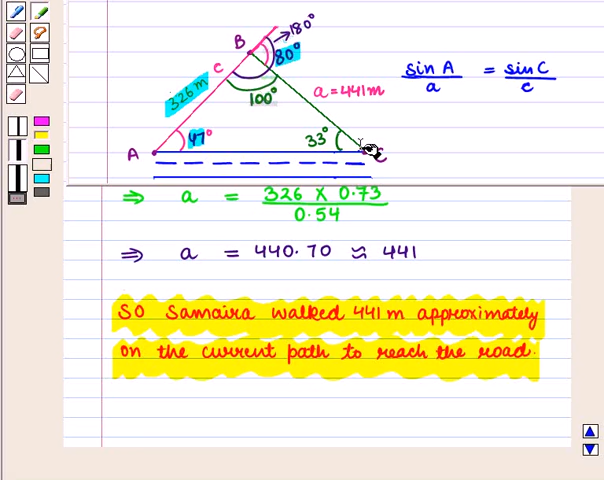 B
→180°
80°
c
326 m
100°
a = 441 m
sin A / a = sin C / c
A
47°
33°
C
⇒ a = 326 × 0.73 / 0.54
⇒ a = 440.70 ≈ 441
SO Samaira walked 441 m approximately
on the current path to reach the road.